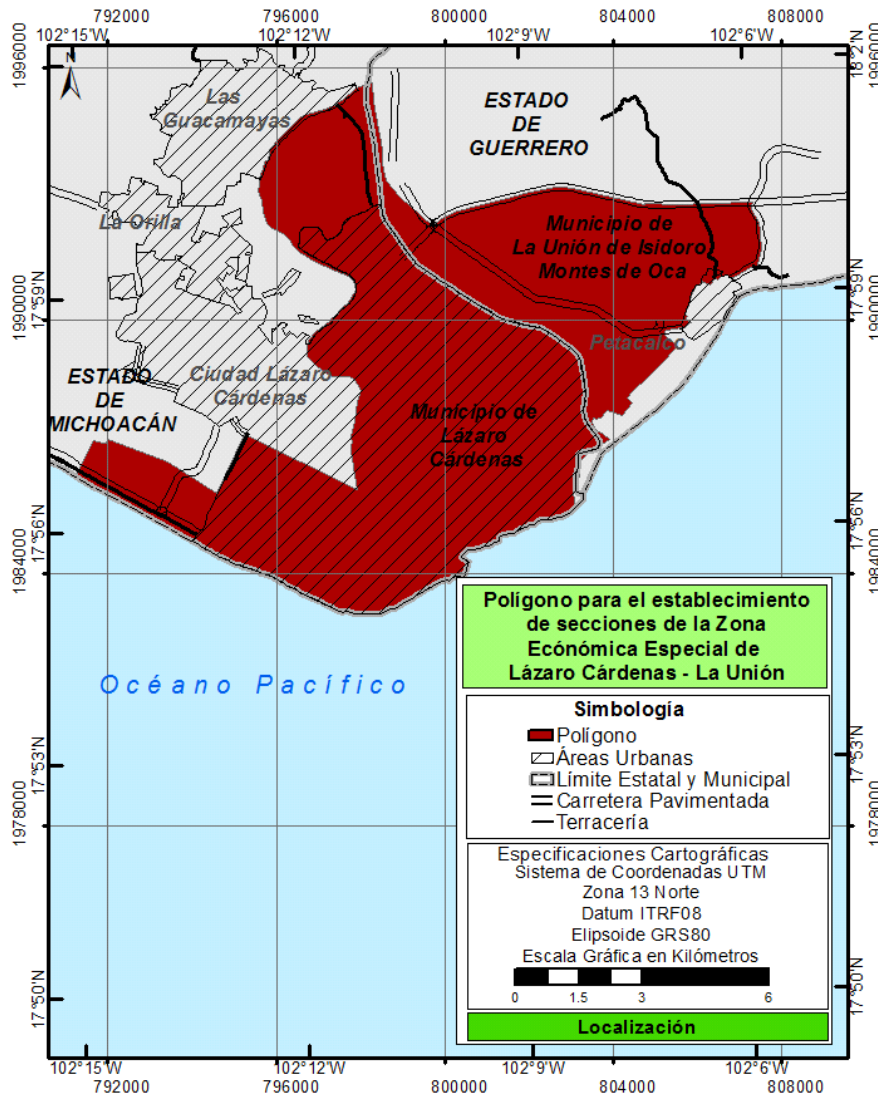 792000 796000 800000 804000 808000
102°15'W 102°12'W 102°9'W 102°6'W
1996000
1996000
18°2'N
N
Las
Guacamayas
ESTADO
DE
GUERRERO
La Orilla
Municipio de
La Unión de Isidoro
Montes de Oca
17°59'N
17°59'N
1990000
1990000
Petacalco
ESTADO
DE
MICHOACÁN
Ciudad Lázaro
Cárdenas
Municipio de
Lázaro
Cárdenas
17°56'N
17°56'N
1984000
1984000
Océano Pacífico
Polígono para el establecimiento
de secciones de la Zona
Ecónómica Especial de
Lázaro Cárdenas - La Unión
Simbología
Polígono
Áreas Urbanas
Límite Estatal y Municipal
Carretera Pavimentada
Terracería
17°53'N
17°53'N
1978000
1978000
Especificaciones Cartográficas
Sistema de Coordenadas UTM
Zona 13 Norte
Datum ITRF08
Elipsoide GRS80
Escala Gráfica en Kilómetros
0 1.5 3 6
Localización
17°50'N
17°50'N
102°15'W 102°12'W 102°9'W 102°6'W
792000 796000 800000 804000 808000